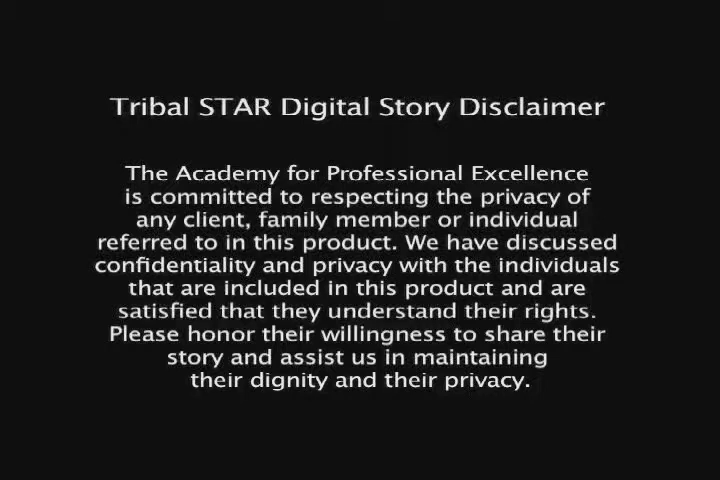 Tribal STAR Digital Story Disclaimer
The Academy for Professional Excellence
is committed to respecting the privacy of
any client, family member or individual
referred to in this product. We have discussed
confidentiality and privacy with the individuals
that are included in this product and are
satisfied that they understand their rights.
Please honor their willingness to share their
story and assist us in maintaining
their dignity and their privacy.